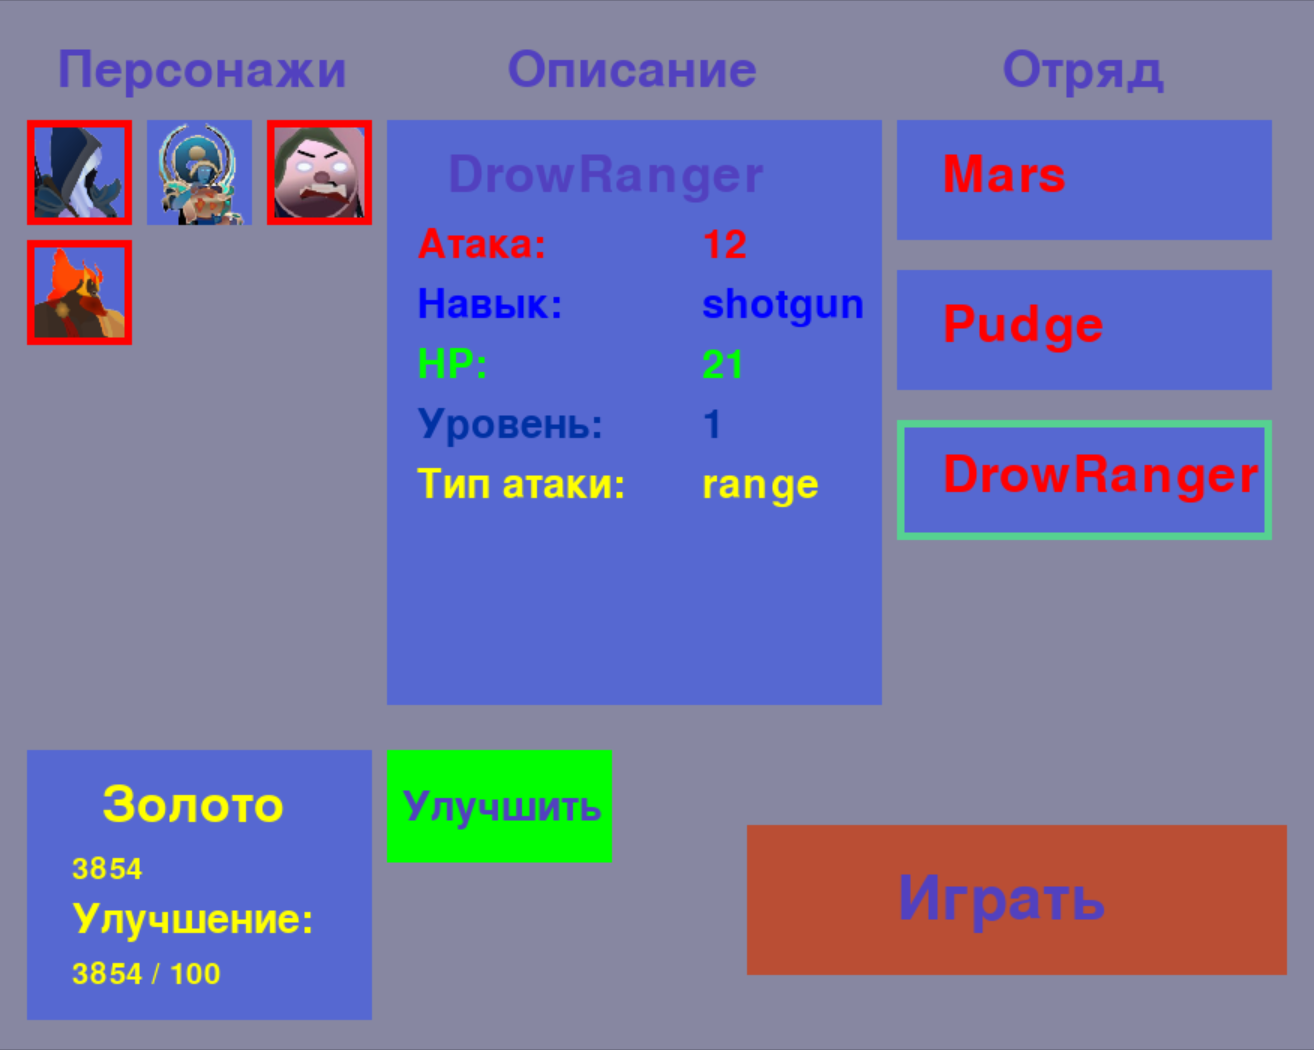 Персонажи
Описание
Отряд
DrowRanger
Атака: 12
Навык: shotgun
HP: 21
Уровень: 1
Тип атаки: range
Mars
Pudge
DrowRanger
Золото
3854
Улучшение:
3854 / 100
Улучшить
Играть